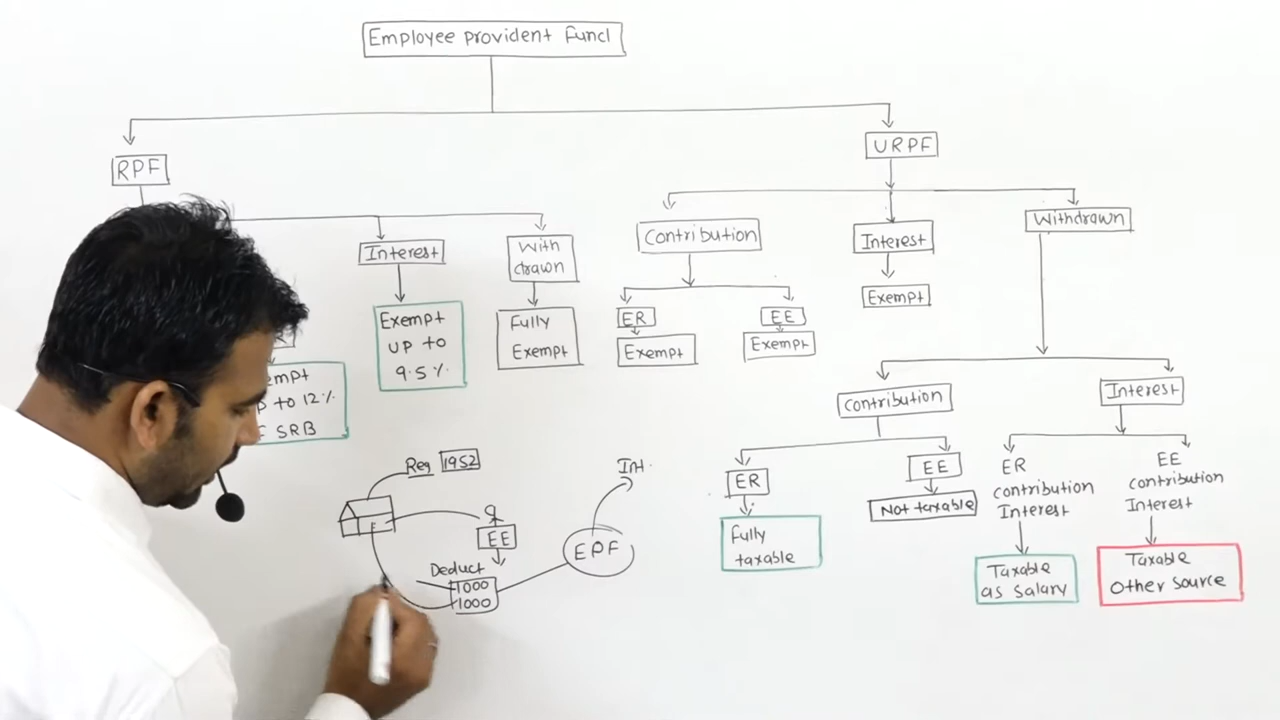 Employee provident fund
RPF
URPF
Interest
With
drawn
Exempt
UP to
9.5 %
Fully
Exempt
to 12%
SRB
Contribution
Interest
Withdrawn
ER
EE
Exempt
Exempt
Exempt
Contribution
Interest
ER
EE
Fully
taxable
Not taxable
ER
contribution
Interest
EE
contribution
Interest
Taxable
as salary
Taxable
Other source
Reg 1952
EE
Deduct
1000
1000
EPF
Int.